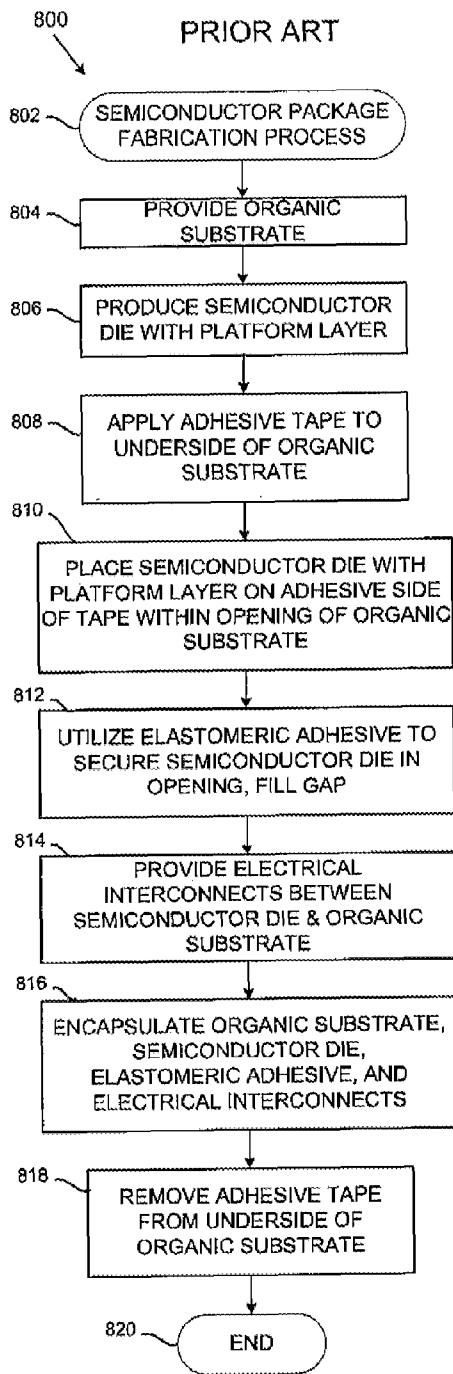 PRIOR ART
800
802
SEMICONDUCTOR PACKAGE
FABRICATION PROCESS
804
PROVIDE ORGANIC
SUBSTRATE
806
PRODUCE SEMICONDUCTOR
DIE WITH PLATFORM LAYER
808
APPLY ADHESIVE TAPE TO
UNDERSIDE OF ORGANIC
SUBSTRATE
810
PLACE SEMICONDUCTOR DIE WITH
PLATFORM LAYER ON ADHESIVE SIDE
OF TAPE WITHIN OPENING OF ORGANIC
SUBSTRATE
812
UTILIZE ELASTOMERIC ADHESIVE TO
SECURE SEMICONDUCTOR DIE IN
OPENING, FILL GAP
814
PROVIDE ELECTRICAL
INTERCONNECTS BETWEEN
SEMICONDUCTOR DIE & ORGANIC
SUBSTRATE
816
ENCAPSULATE ORGANIC SUBSTRATE,
SEMICONDUCTOR DIE,
ELASTOMERIC ADHESIVE, AND
ELECTRICAL INTERCONNECTS
818
REMOVE ADHESIVE TAPE
FROM UNDERSIDE OF
ORGANIC SUBSTRATE
820
END